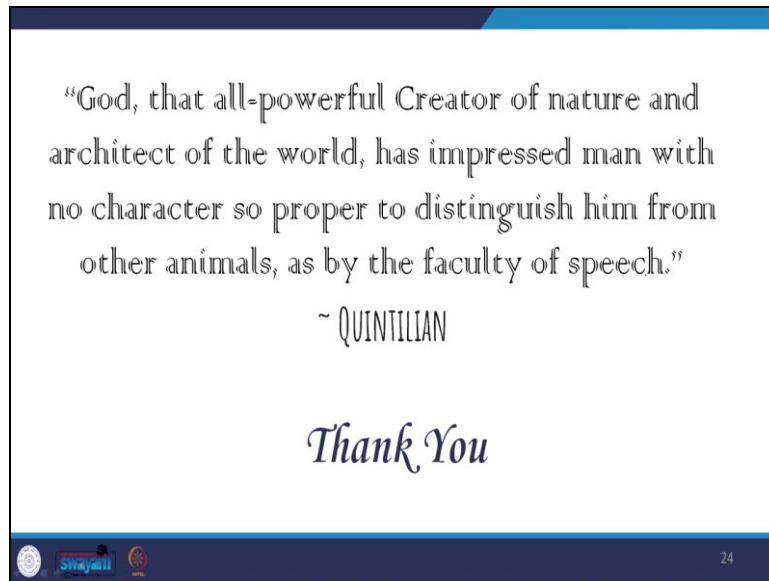 “God, that all-powerful Creator of nature and
architect of the world, has impressed man with
no character so proper to distinguish him from
other animals, as by the faculty of speech.”
~ QUINTILIAN
Thank You
swayam
24